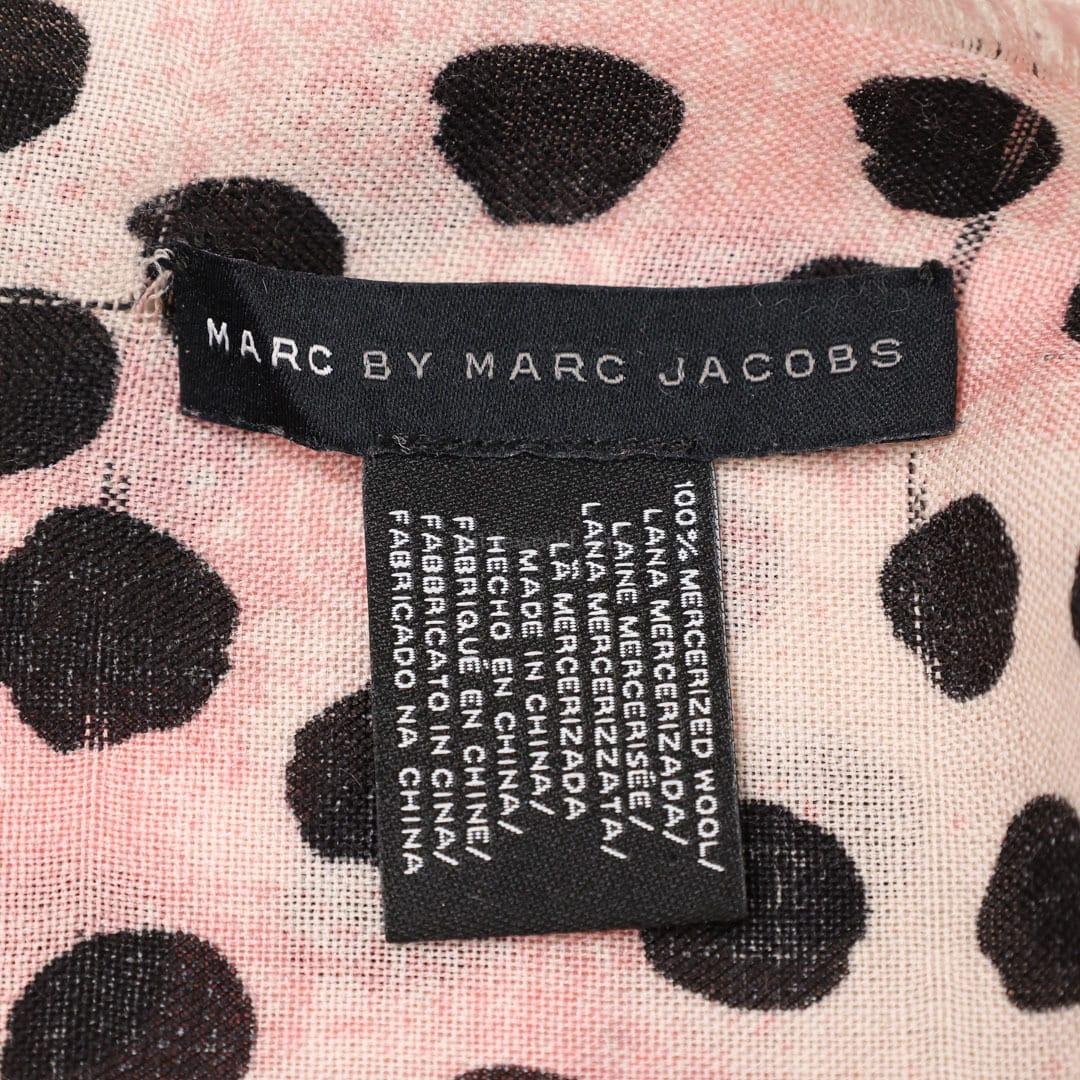 MARC BY MARC JACOBS
100% MERCERIZED WOOL/
LANA MERCERIZADA/
LAINE MERCERISÉE/
LANA MERCERIZZATA/
LÃ MERCERIZADA
MADE IN CHINA/
HECHO EN CHINA/
FABRIQUÉ EN CHINE/
FABBRICATO IN CINA/
FABRICADO NA CHINA